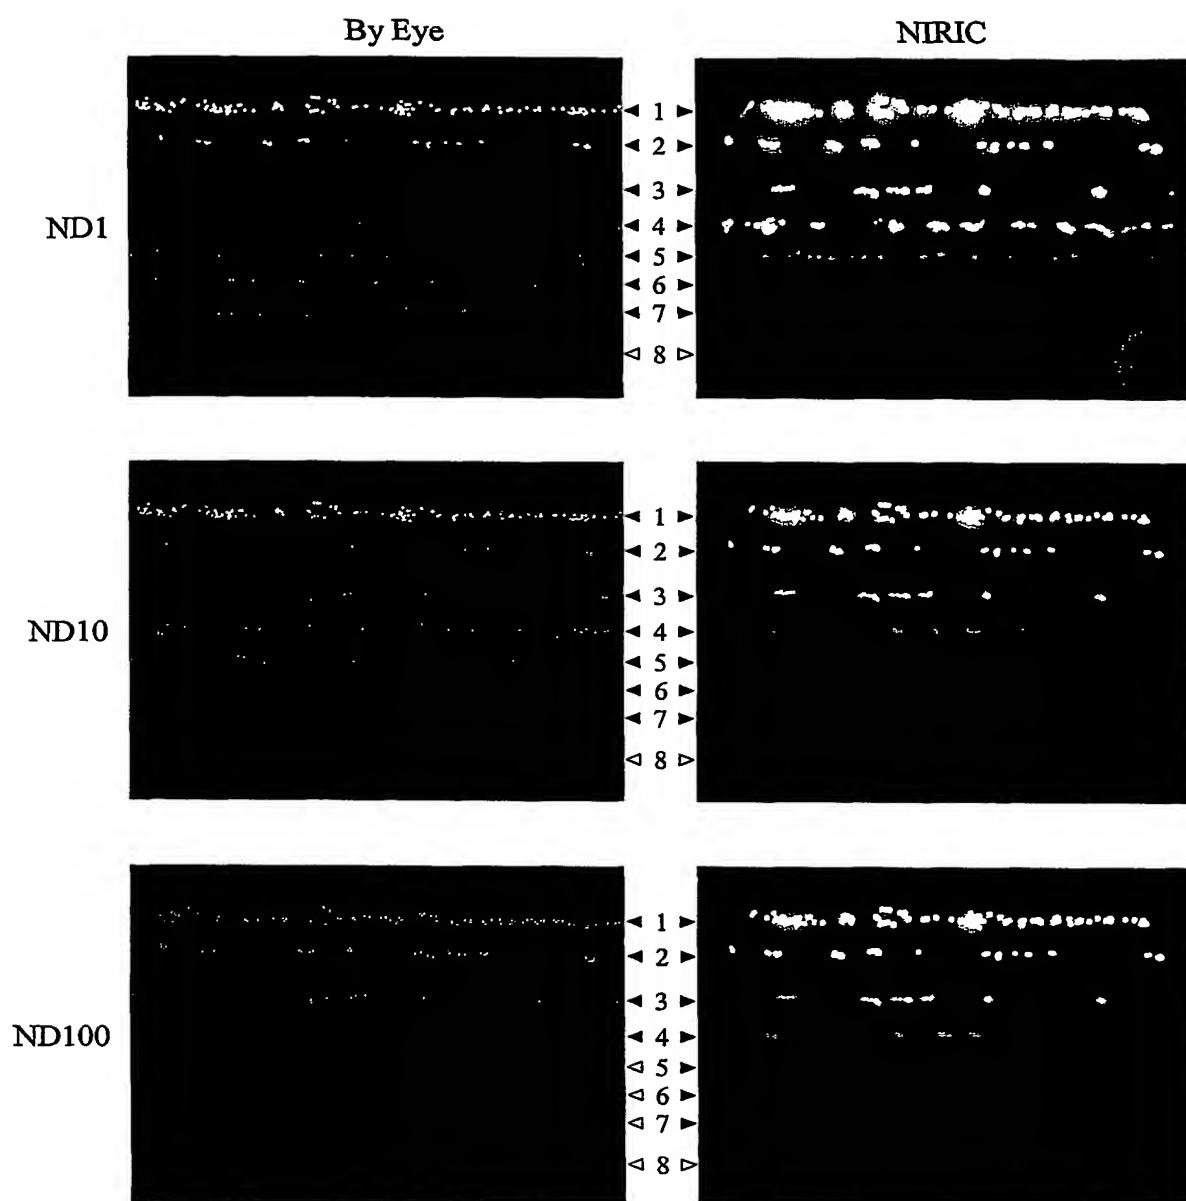 By Eye NIRIC
◄ 1 ►
◄ 2 ►
◄ 3 ►
ND1 ◄ 4 ►
◄ 5 ►
◄ 6 ►
◄ 7 ►
◅ 8 ▻
◄ 1 ►
◄ 2 ►
◄ 3 ►
ND10 ◄ 4 ►
◄ 5 ►
◄ 6 ►
◄ 7 ►
◅ 8 ▻
◄ 1 ►
◄ 2 ►
◄ 3 ►
ND100 ◄ 4 ►
◅ 5 ►
◅ 6 ►
◅ 7 ►
◅ 8 ▻